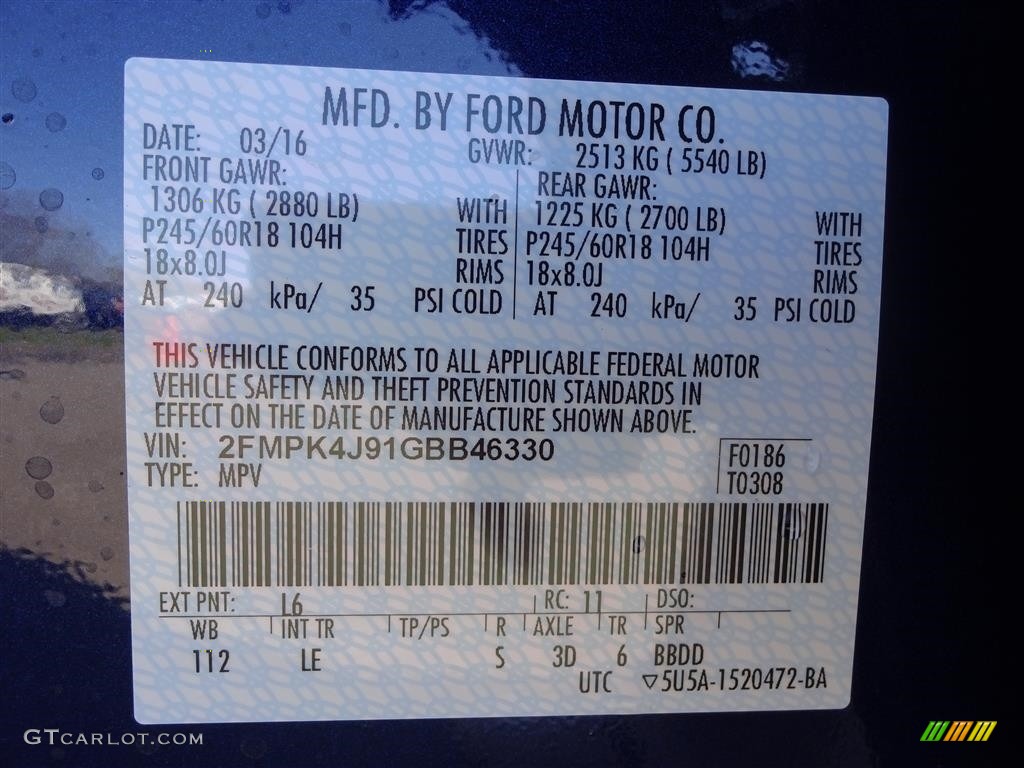 MFD. BY FORD MOTOR CO.
DATE: 03/16 GVWR: 2513 KG ( 5540 LB)
FRONT GAWR: REAR GAWR:
1306 KG ( 2880 LB) WITH 1225 KG ( 2700 LB) WITH
P245/60R18 104H TIRES P245/60R18 104H TIRES
18x8.0J RIMS 18x8.0J RIMS
AT 240 kPa/ 35 PSI COLD AT 240 kPa/ 35 PSI COLD
THIS VEHICLE CONFORMS TO ALL APPLICABLE FEDERAL MOTOR
VEHICLE SAFETY AND THEFT PREVENTION STANDARDS IN
EFFECT ON THE DATE OF MANUFACTURE SHOWN ABOVE.
VIN: 2FMPK4J91GBB46330 F0186
TYPE: MPV T0308
EXT PNT: L6 RC: 11 DSO:
WB INT TR TP/PS R AXLE TR SPR
112 LE S 3D 6 BBDD
UTC ▽5U5A-1520472-BA
GTCARLOT.COM